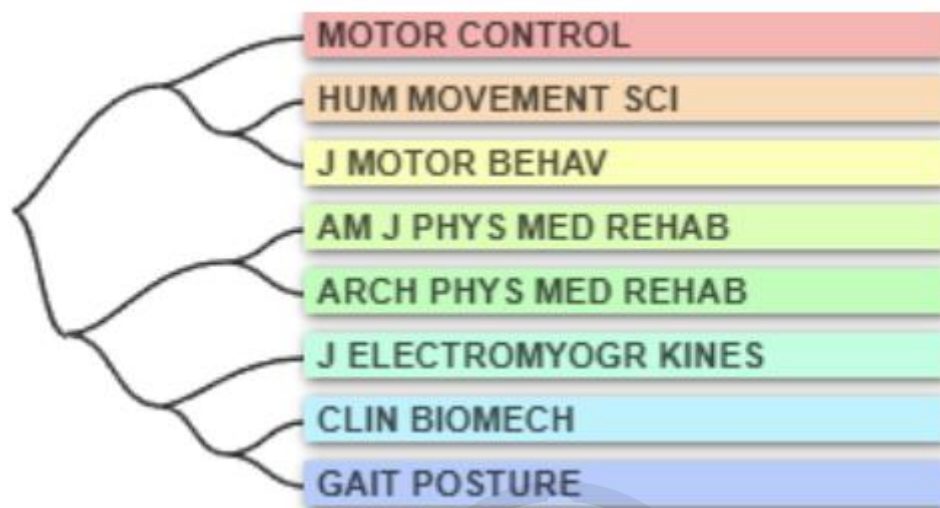 MOTOR CONTROL
HUM MOVEMENT SCI
J MOTOR BEHAV
AM J PHYS MED REHAB
ARCH PHYS MED REHAB
J ELECTROMYOGR KINES
CLIN BIOMECH
GAIT POSTURE